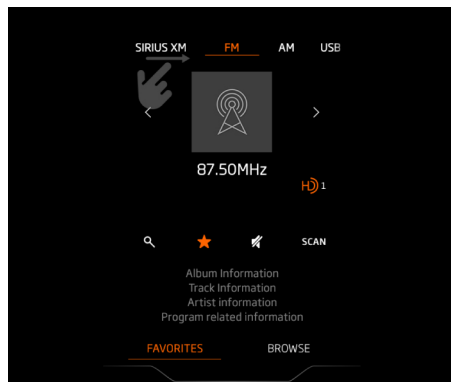 SIRIUS XM FM AM USB
87.50MHz
HD 1
SCAN
Album Information
Track Information
Artist information
Program related information
FAVORITES BROWSE